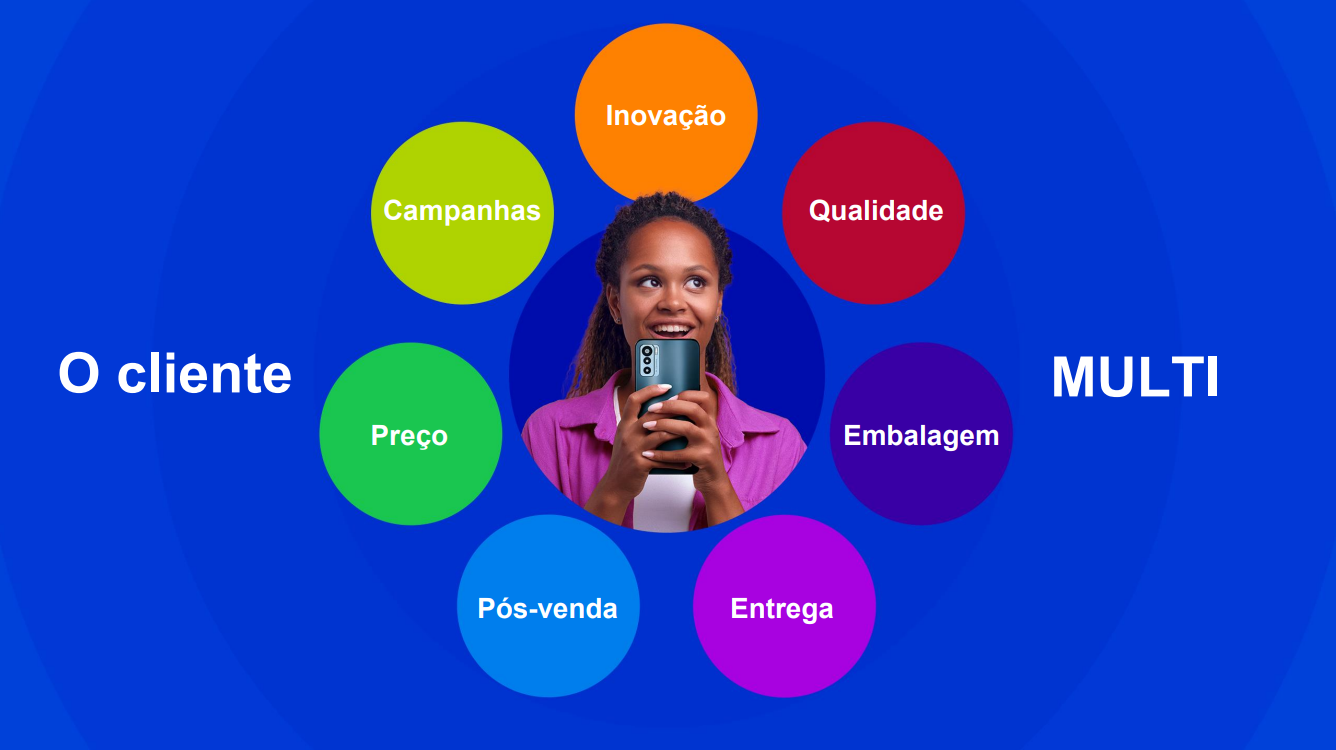 Inovação
Campanhas
Qualidade
O cliente
MULTI
Preço
Embalagem
Pós-venda
Entrega